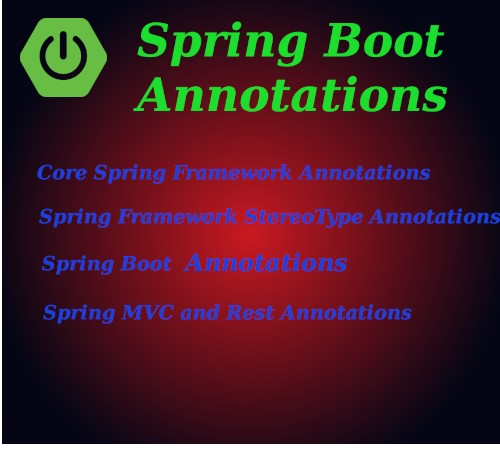 Spring Boot
Annotations
Core Spring Framework Annotations
Spring Framework StereoType Annotations
Spring Boot Annotations
Spring MVC and Rest Annotations